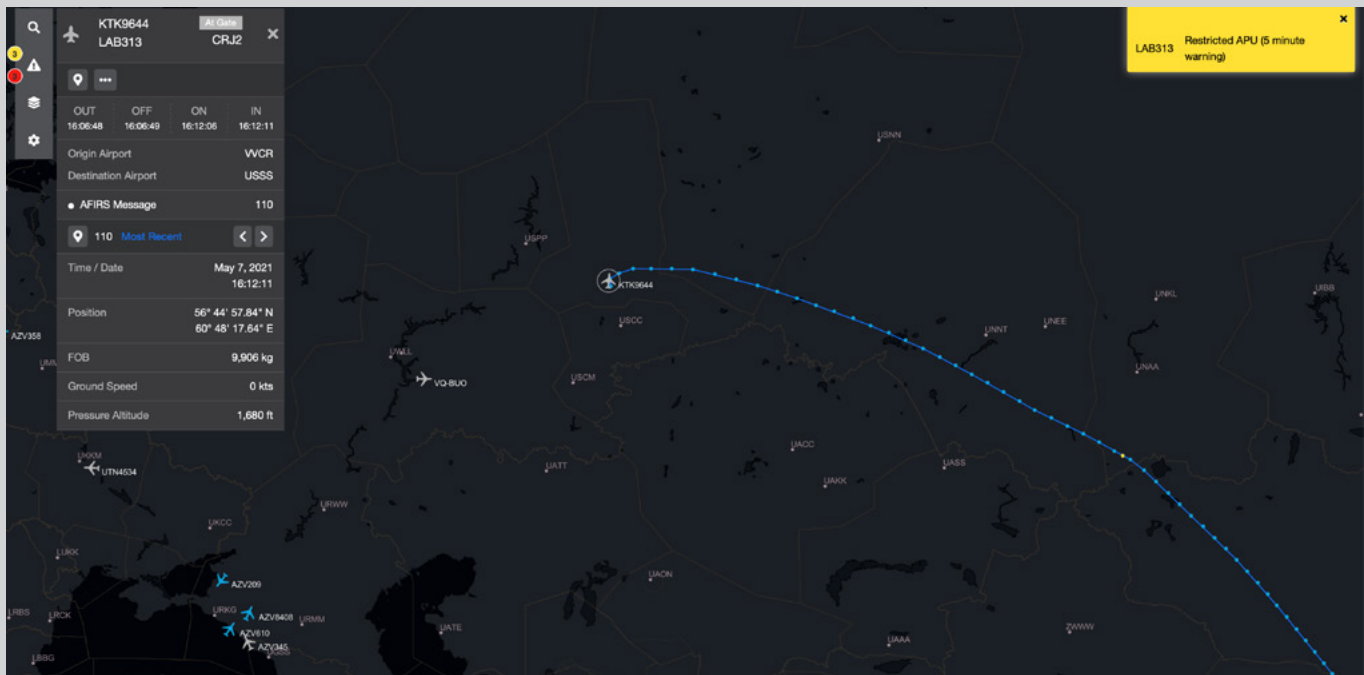 KTK9644
At Gate
LAB313
CRJ2
3
OUT OFF ON IN
16:06:48 16:06:49 16:12:06 16:12:11
Origin Airport VVCR
Destination Airport USSS
AFIRS Message 110
110 Most Recent
Time / Date May 7, 2021
16:12:11
Position 56° 44' 57.84" N
60° 48' 17.64" E
FOB 9,906 kg
Ground Speed 0 kts
Pressure Altitude 1,680 ft
LAB313
Restricted APU (5 minute
warning)
USNN
USPP
KTK9644
USCC
UNKL
UIBB
UNNT
UNEE
UNAA
AZV358
UWLL
VQ-BUO
USCM
UKKM
UTN4534
UATT
UACC
UAKK
UASS
URWW
UKCC
LUKK
AZV209
UAON
LRBS
LRCK
URKG
AZV8408
URMM
AZV610
AZV345
UATE
UAAA
ZWWW
LBBG